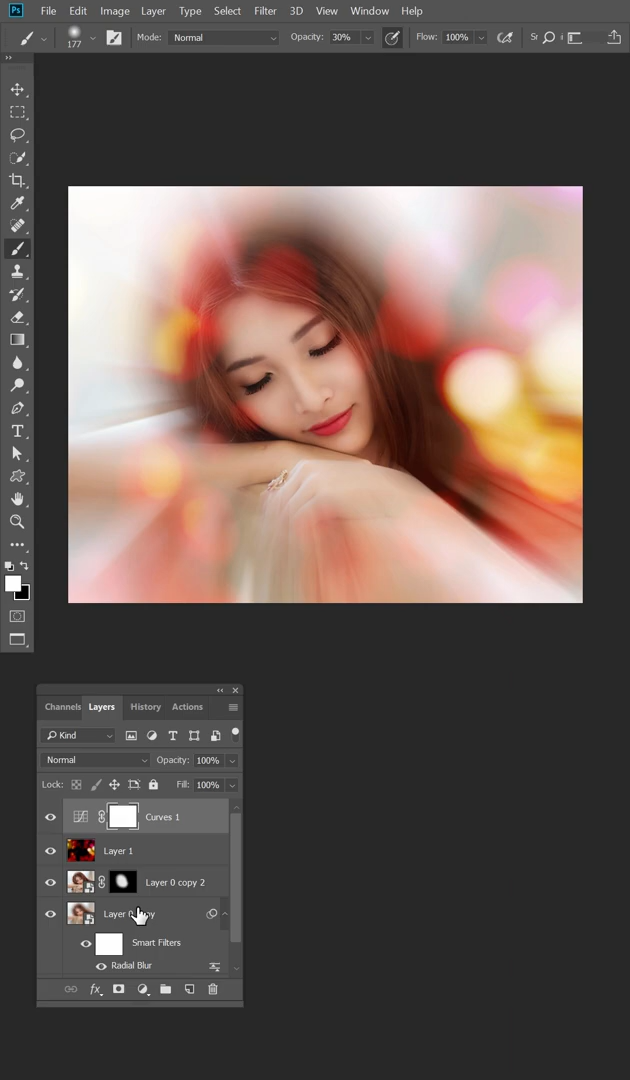 Ps File Edit Image Layer Type Select Filter 3D View Window Help
177 Mode: Normal Opacity: 30% Flow: 100%
T
Channels Layers History Actions
Kind T
Normal Opacity: 100%
Lock: Fill: 100%
Curves 1
Layer 1
Layer 0 copy 2
Smart Filters
Radial Blur
fx